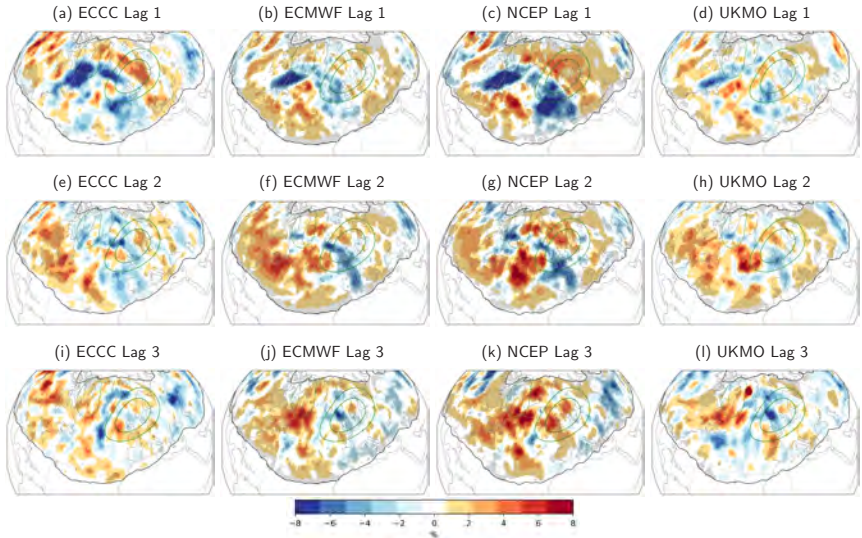 (a) ECCC Lag 1
(b) ECMWF Lag 1
(c) NCEP Lag 1
(d) UKMO Lag 1
(e) ECCC Lag 2
(f) ECMWF Lag 2
(g) NCEP Lag 2
(h) UKMO Lag 2
(i) ECCC Lag 3
(j) ECMWF Lag 3
(k) NCEP Lag 3
(l) UKMO Lag 3
-8 -6 -4 -2 0 2 4 6 8
%